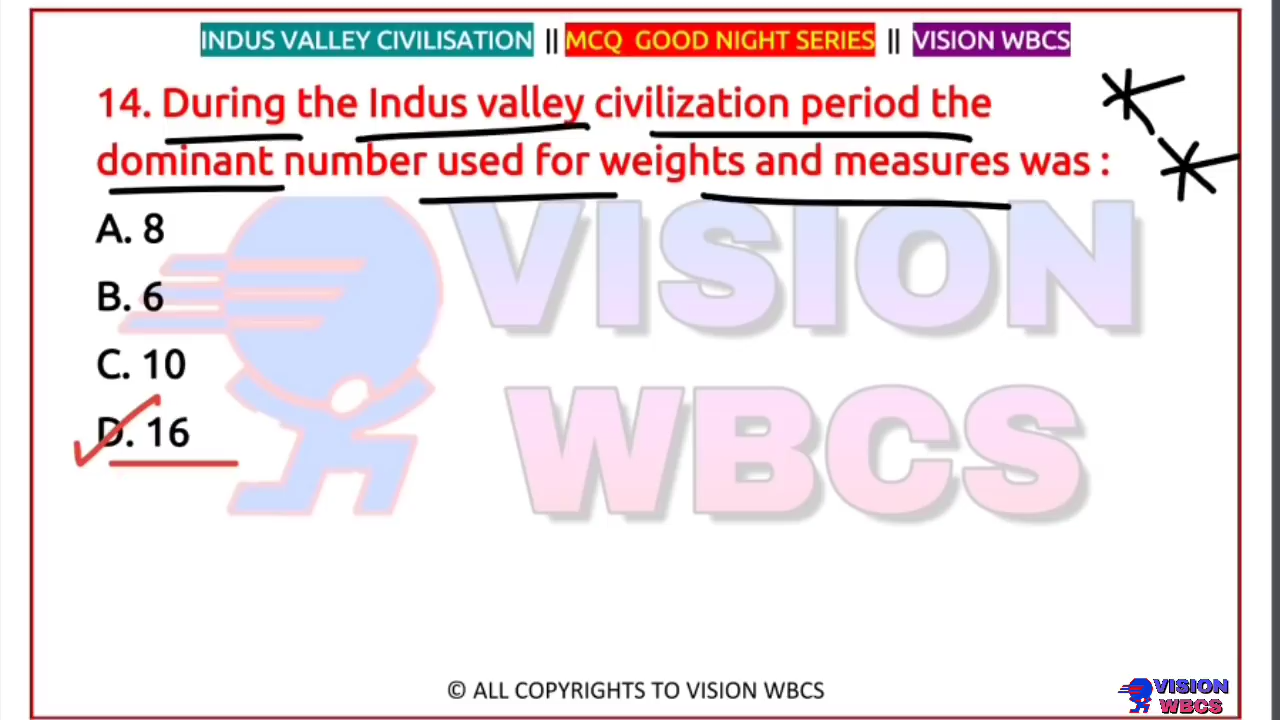 INDUS VALLEY CIVILISATION || MCQ GOOD NIGHT SERIES || VISION WBCS
14. During the Indus valley civilization period the
dominant number used for weights and measures was :
A. 8
B. 6
C. 10
D. 16
VISION
WBCS
© ALL COPYRIGHTS TO VISION WBCS
VISION
WBCS